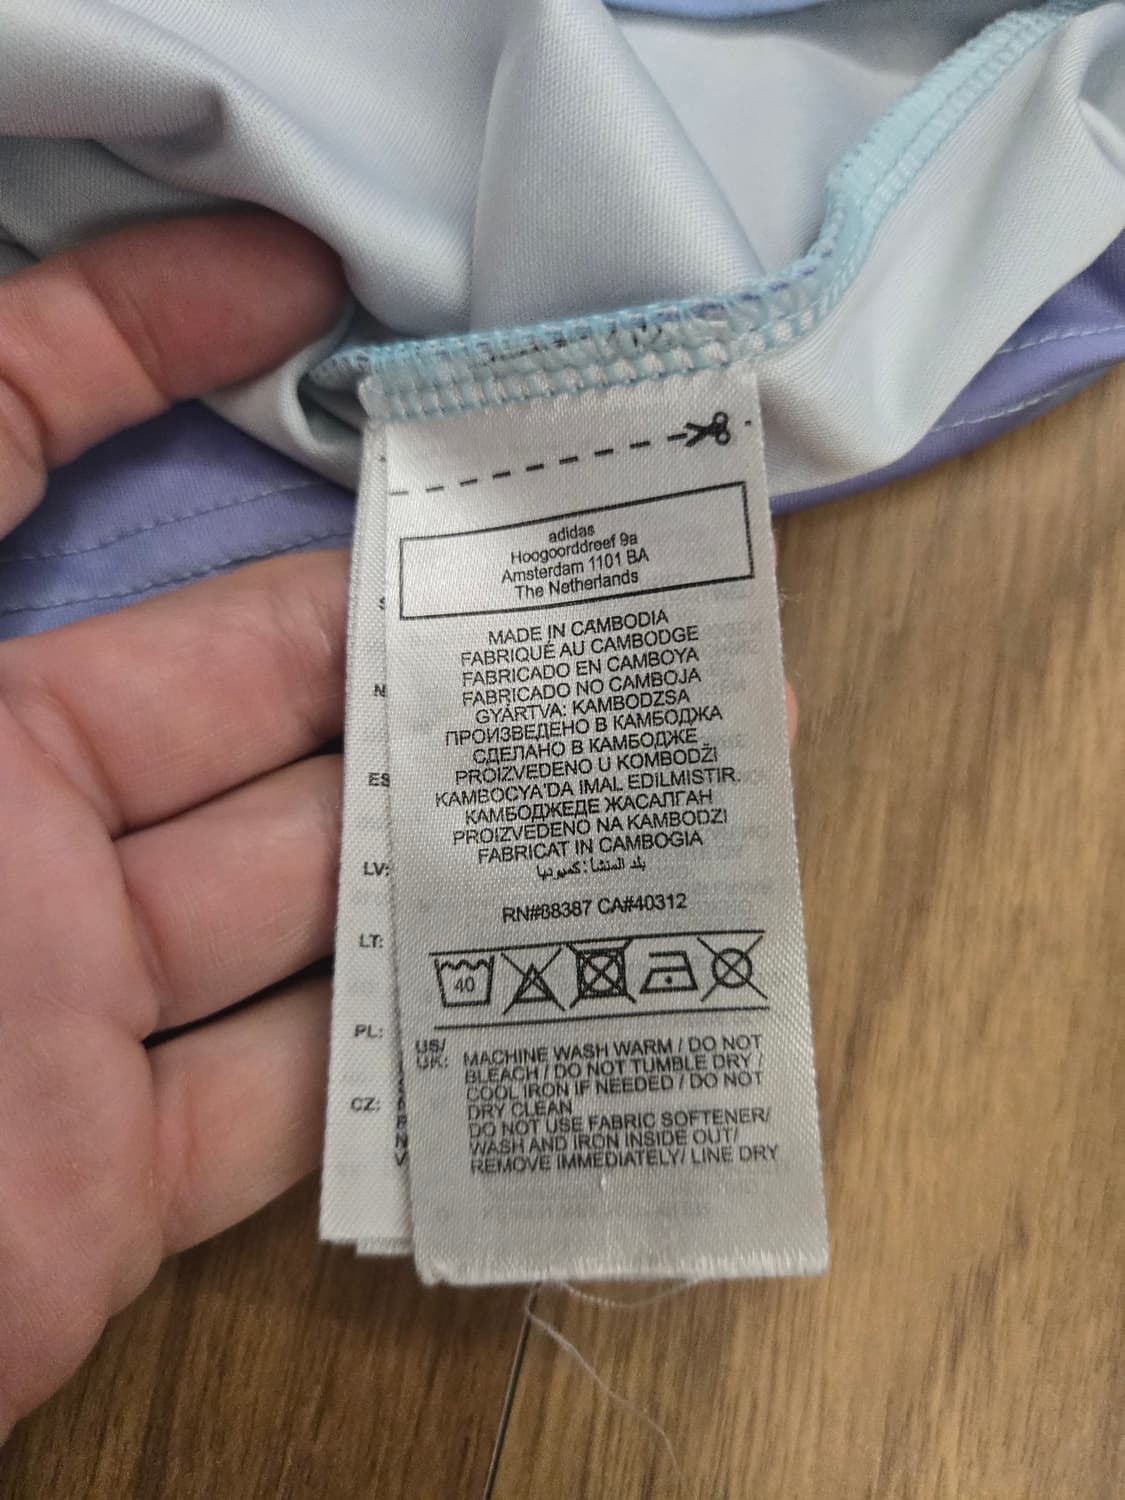 adidas
Hoogoorddreef 9a
Amsterdam 1101 BA
The Netherlands
MADE IN CAMBODIA
FABRIQUÉ AU CAMBODGE
FABRICADO EN CAMBOYA
FABRICADO NO CAMBOJA
GYÁRTVA: KAMBODZSA
ПРОИЗВЕДЕНО В КАМБОДЖА
СДЕЛАНО В КАМБОДЖЕ
PROIZVEDENO U KOMBODŽI
KAMBOCYA'DA IMAL EDILMISTIR.
КАМБОДЖЕДЕ ЖАСАЛҒАН
PROIZVEDENO NA KAMBODZI
FABRICAT IN CAMBOGIA
بلد المنشأ: كمبوديا
RN#88387 CA#40312
40
US/
UK: MACHINE WASH WARM / DO NOT
BLEACH / DO NOT TUMBLE DRY /
COOL IRON IF NEEDED / DO NOT
DRY CLEAN
DO NOT USE FABRIC SOFTENER/
WASH AND IRON INSIDE OUT/
REMOVE IMMEDIATELY/ LINE DRY
ES
LV:
LT:
PL:
CZ: